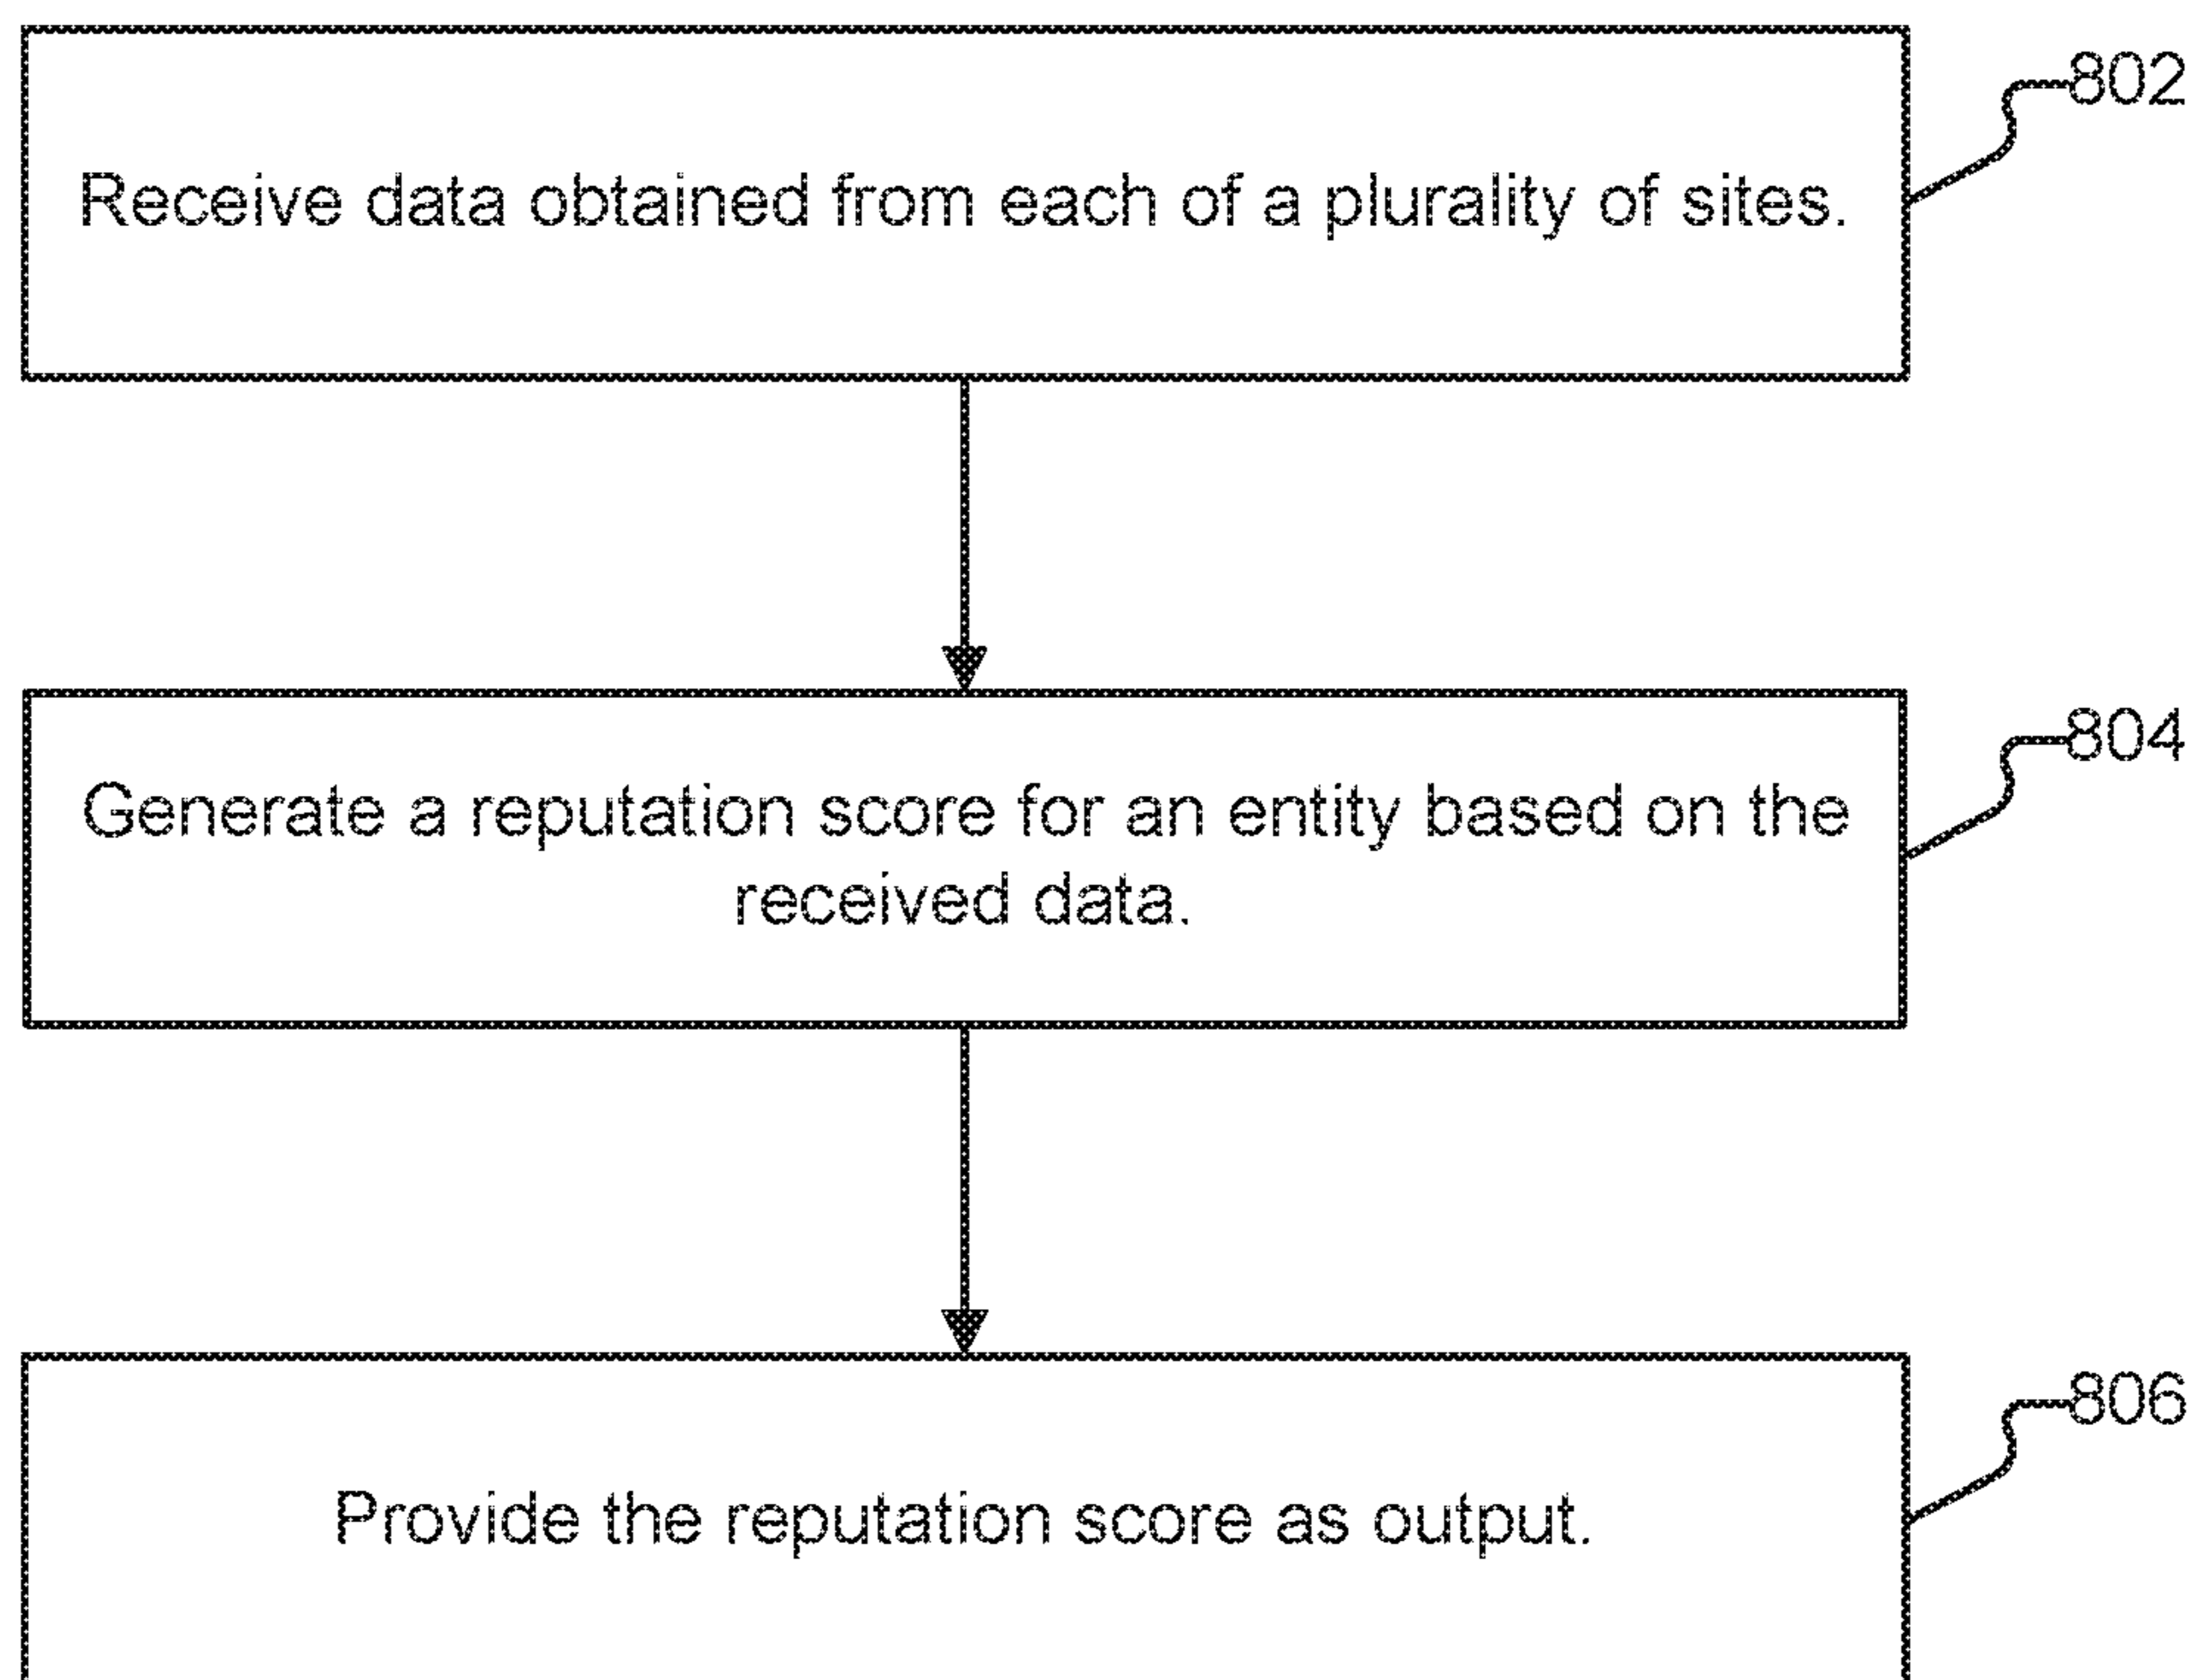 802
Receive data obtained from each of a plurality of sites.
804
Generate a reputation score for an entity based on the
received data.
806
Provide the reputation score as output.